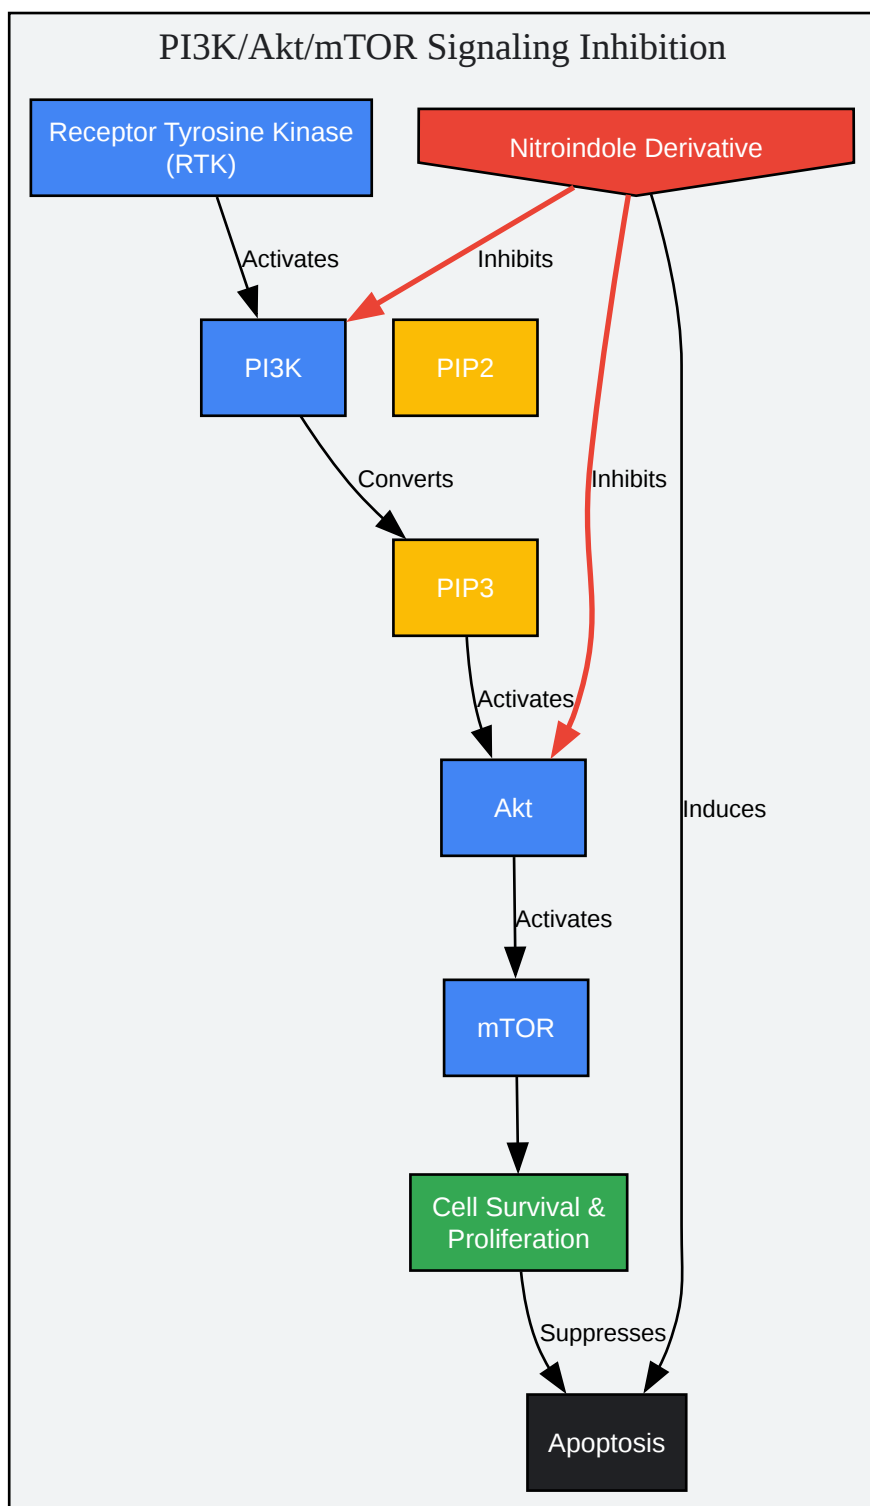 PI3K/Akt/mTOR Signaling Inhibition
Receptor Tyrosine Kinase
(RTK)
Nitroindole Derivative
Activates
Inhibits
PI3K
PIP2
Converts
Inhibits
PIP3
Activates
Akt
Induces
Activates
mTOR
Cell Survival &
Proliferation
Suppresses
Apoptosis